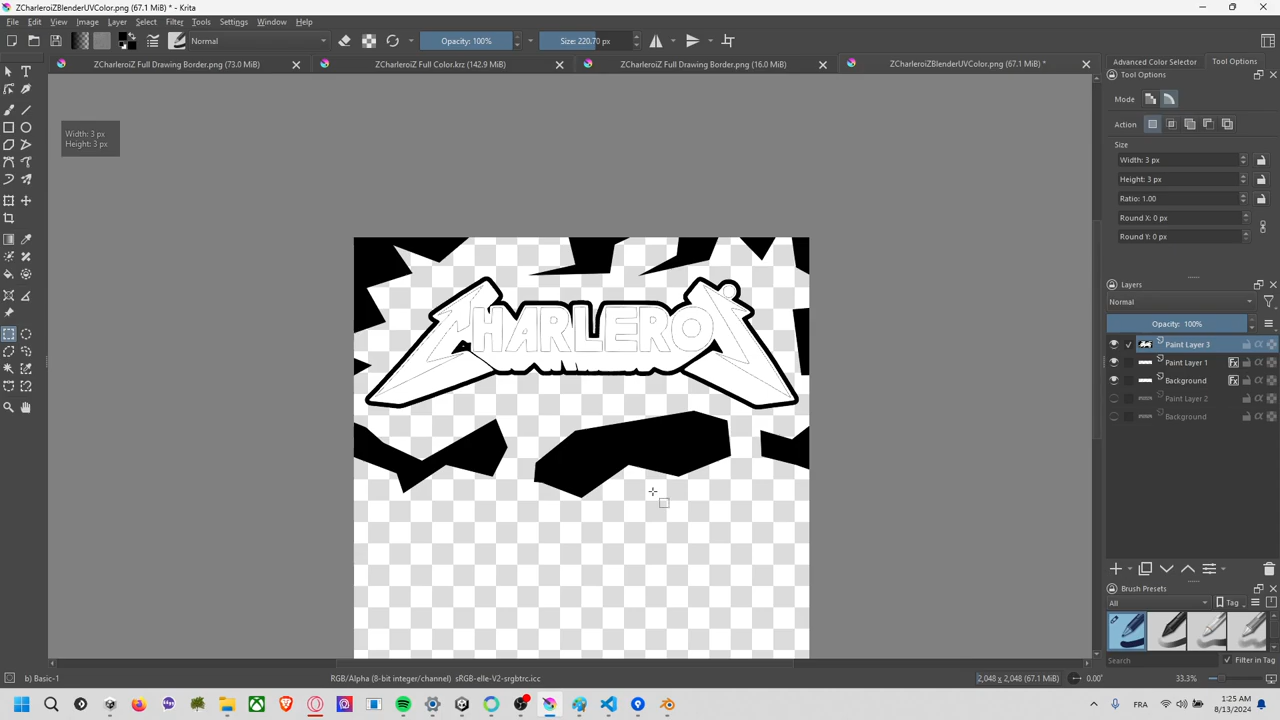 ZCharleroiZBlenderUVColor.png (67.1 MiB) * - Krita
File Edit View Image Layer Select Filter Tools Settings Window Help
Normal Opacity: 100% Size: 220.70 px
ZCharleroiZ Full Drawing Border.png (73.0 MiB) ZCharleroiZ Full Color.krz (142.9 MiB) ZCharleroiZ Full Drawing Border.png (16.0 MiB) ZCharleroiZBlenderUVColor.png (67.1 MiB) *
Advanced Color Selector Tool Options
Tool Options
Mode
Action
Size
Width: 3 px
Height: 3 px
Ratio: 1.00
Round X: 0 px
Round Y: 0 px
Width: 3 px
Height: 3 px
CHARLEROI
Layers
Normal
Opacity: 100%
Paint Layer 3
Paint Layer 1
Background
Paint Layer 2
Background
Brush Presets
All Tag
Search Filter in Tag
b) Basic-1 RGB/Alpha (8-bit integer/channel) sRGB-elle-V2-srgbtrc.icc 2,048 x 2,048 (67.1 MiB) 0.00° 33.3%
FRA 1:25 AM
8/13/2024